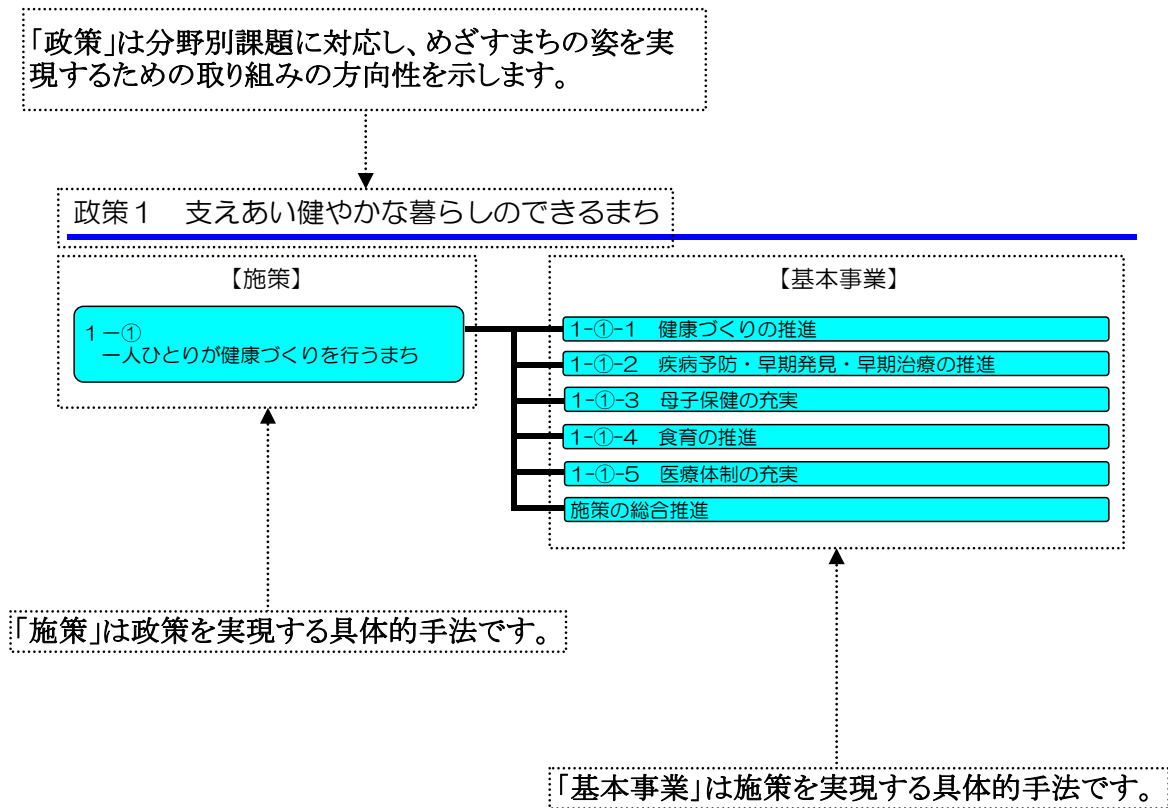 「政策」は分野別課題に対応し、めざすまちの姿を実
現するための取り組みの方向性を示します。
政策１　支えあい健やかな暮らしのできるまち
【施策】
【基本事業】
１－①
一人ひとりが健康づくりを行うまち
1-①-1　健康づくりの推進
1-①-2　疾病予防・早期発見・早期治療の推進
1-①-3　母子保健の充実
1-①-4　食育の推進
1-①-5　医療体制の充実
施策の総合推進
「施策」は政策を実現する具体的手法です。
「基本事業」は施策を実現する具体的手法です。